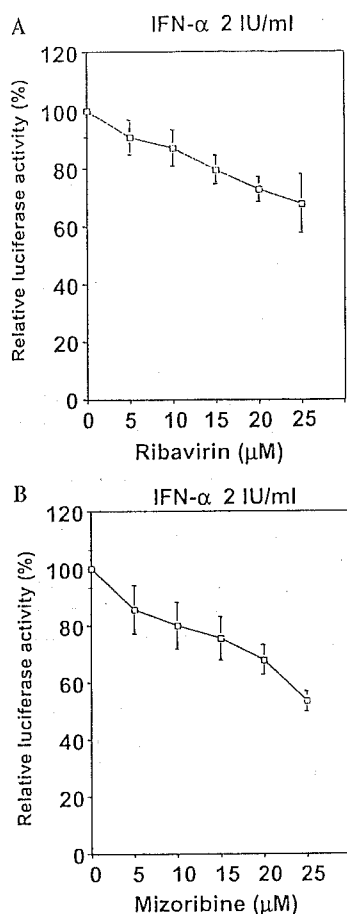 A
IFN-α 2 IU/ml
Relative luciferase activity (%)
120
100
80
60
40
20
0
0 5 10 15 20 25
Ribavirin (μM)
B
IFN-α 2 IU/ml
Relative luciferase activity (%)
120
100
80
60
40
20
0
0 5 10 15 20 25
Mizoribine (μM)